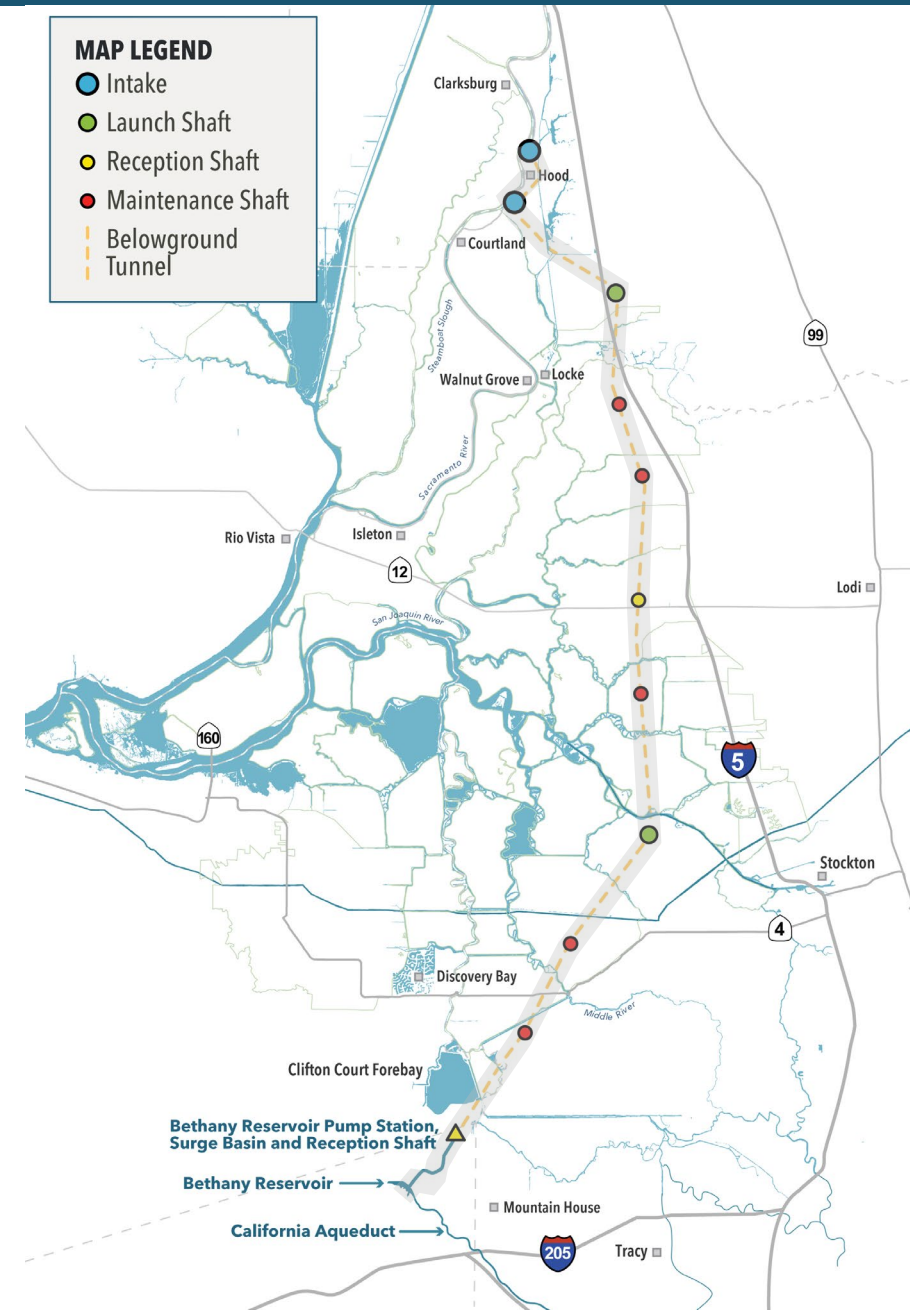 MAP LEGEND
Intake
Launch Shaft
Reception Shaft
Maintenance Shaft
Belowground
Tunnel
Clarksburg
Hood
Courtland
Steamboat Slough
99
Walnut Grove
Locke
Sacramento River
Rio Vista
Isleton
12
Lodi
San Joaquin River
160
5
Stockton
4
Discovery Bay
Middle River
Clifton Court Forebay
Bethany Reservoir Pump Station,
Surge Basin and Reception Shaft
Bethany Reservoir
Mountain House
California Aqueduct
205
Tracy